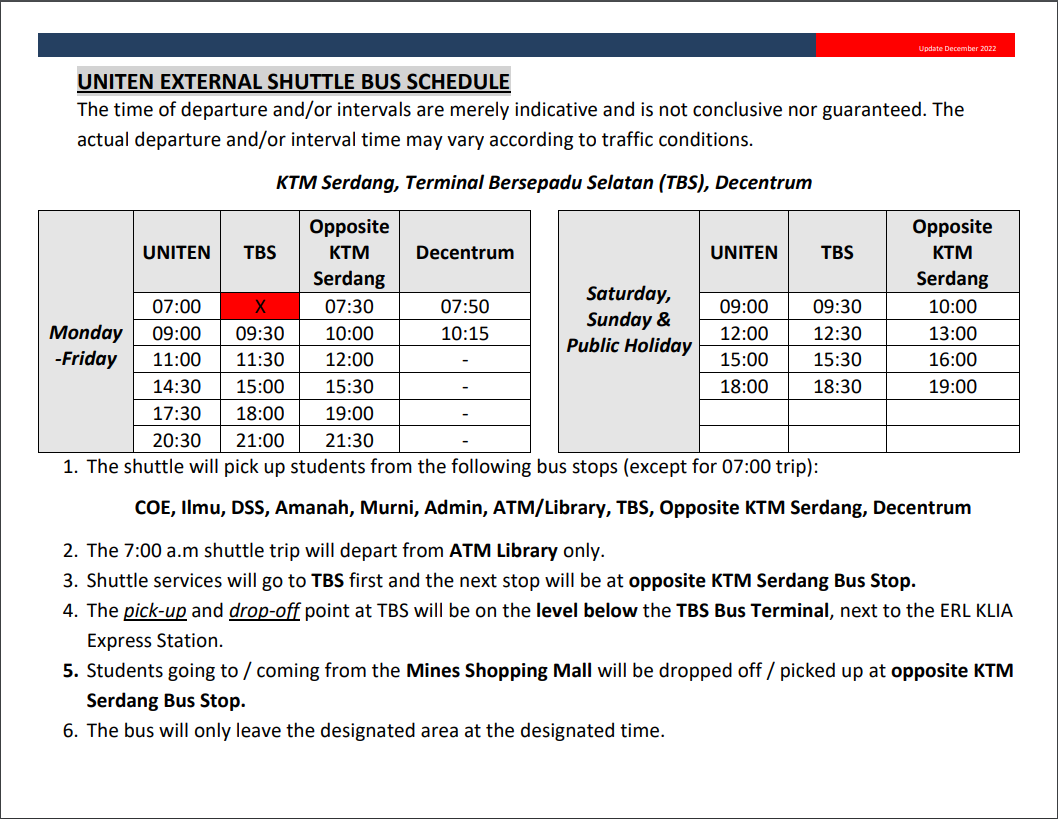 Update December 2022
UNITEN EXTERNAL SHUTTLE BUS SCHEDULE
The time of departure and/or intervals are merely indicative and is not conclusive nor guaranteed. The
actual departure and/or interval time may vary according to traffic conditions.
KTM Serdang, Terminal Bersepadu Selatan (TBS), Decentrum
Monday
-Friday
UNITEN TBS Opposite KTM Serdang Decentrum
07:00 X 07:30 07:50
09:00 09:30 10:00 10:15
11:00 11:30 12:00 -
14:30 15:00 15:30 -
17:30 18:00 19:00 -
20:30 21:00 21:30 -
Saturday,
Sunday &
Public Holiday
UNITEN TBS Opposite KTM Serdang
09:00 09:30 10:00
12:00 12:30 13:00
15:00 15:30 16:00
18:00 18:30 19:00
1. The shuttle will pick up students from the following bus stops (except for 07:00 trip):
COE, Ilmu, DSS, Amanah, Murni, Admin, ATM/Library, TBS, Opposite KTM Serdang, Decentrum
2. The 7:00 a.m shuttle trip will depart from ATM Library only.
3. Shuttle services will go to TBS first and the next stop will be at opposite KTM Serdang Bus Stop.
4. The pick-up and drop-off point at TBS will be on the level below the TBS Bus Terminal, next to the ERL KLIA
Express Station.
5. Students going to / coming from the Mines Shopping Mall will be dropped off / picked up at opposite KTM
Serdang Bus Stop.
6. The bus will only leave the designated area at the designated time.